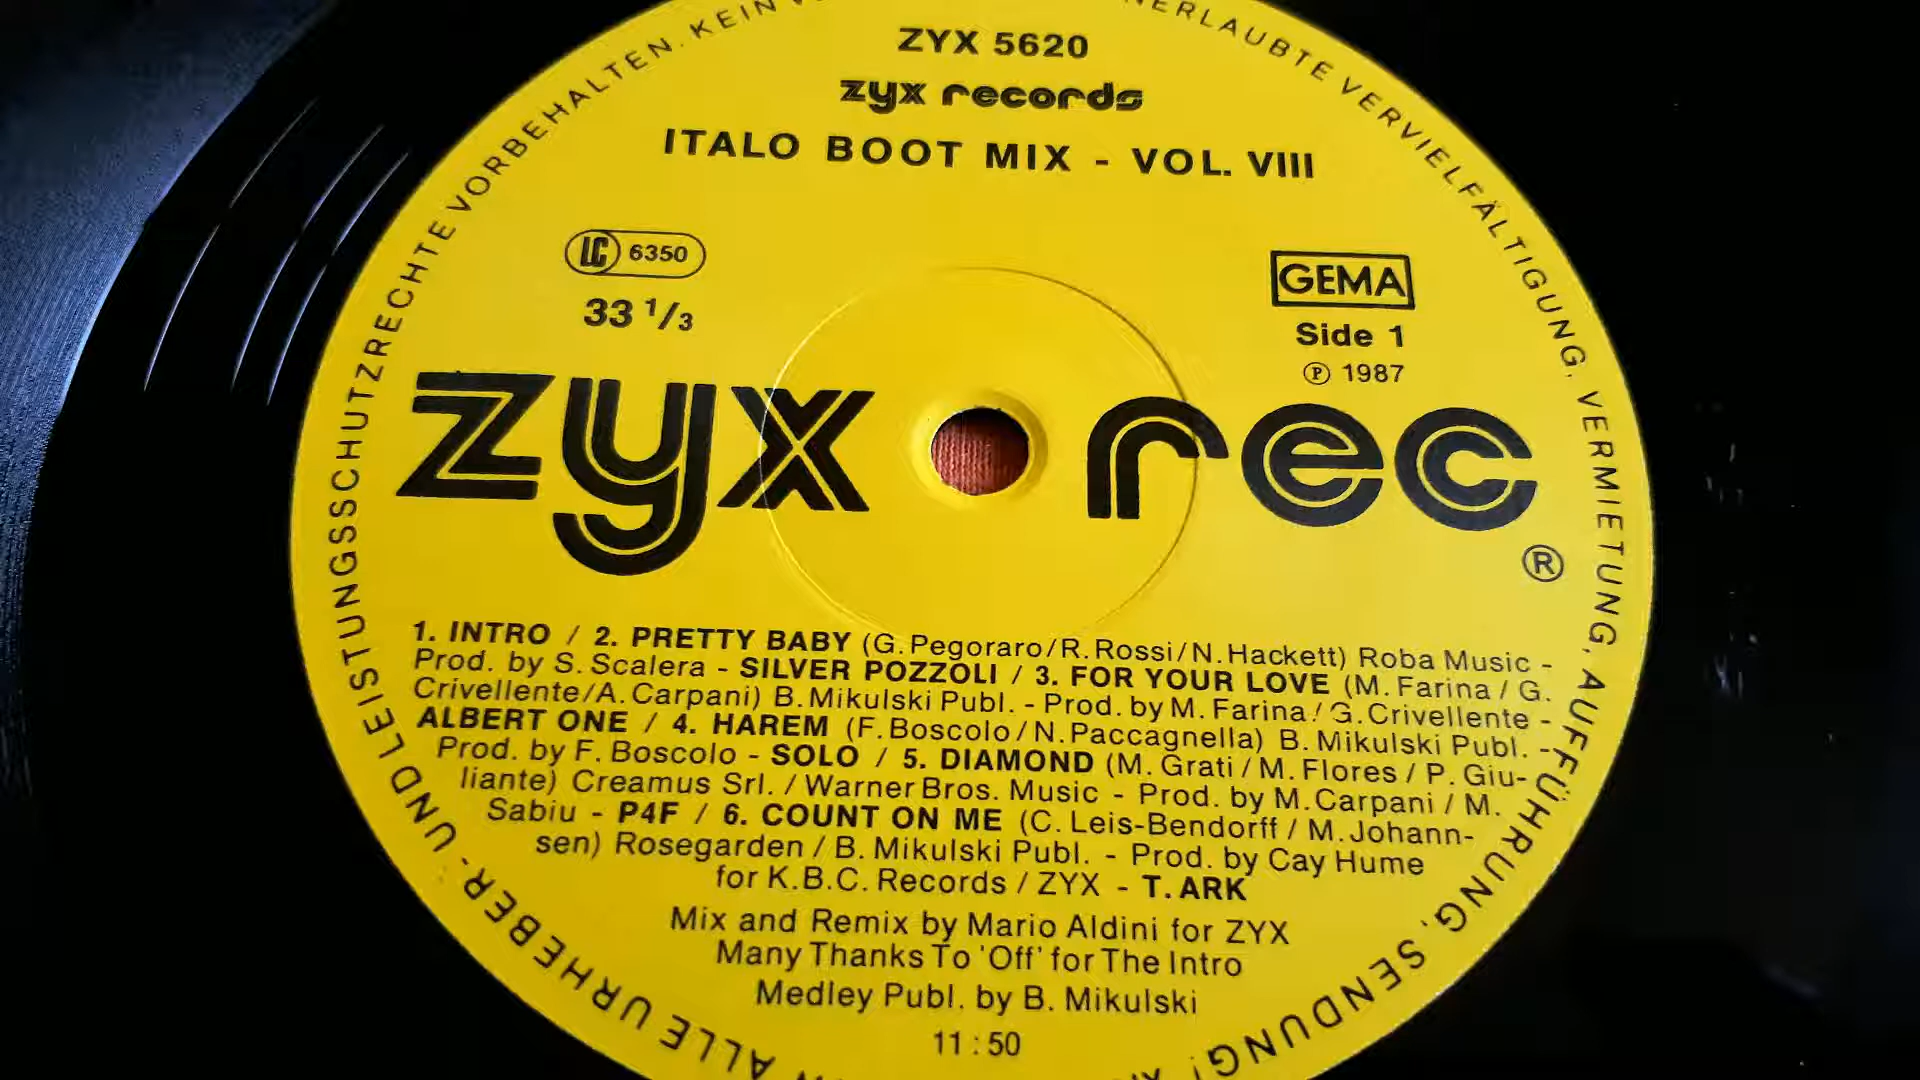 ZYX 5620
zyx records
ITALO BOOT MIX - VOL. VIII
LC 6350
33 1/3
GEMA
Side 1
Ⓟ 1987
zyx rec
®
1. INTRO / 2. PRETTY BABY (G. Pegoraro/R. Rossi/N. Hackett) Roba Music -
Prod. by S. Scalera - SILVER POZZOLI / 3. FOR YOUR LOVE (M. Farina / G.
Crivellente/A. Carpani) B. Mikulski Publ. - Prod. by M. Farina/G. Crivellente -
ALBERT ONE / 4. HAREM (F. Boscolo/N. Paccagnella) B. Mikulski Publ. -
Prod. by F. Boscolo - SOLO / 5. DIAMOND (M. Grati/M. Flores / P. Giu-
liante) Creamus Srl. / Warner Bros. Music - Prod. by M. Carpani / M.
Sabiu - P4F / 6. COUNT ON ME (C. Leis-Bendorff / M. Johann-
sen) Rosegarden / B. Mikulski Publ. - Prod. by Cay Hume
for K.B.C. Records / ZYX - T. ARK
Mix and Remix by Mario Aldini for ZYX
Many Thanks To 'Off' for The Intro
Medley Publ. by B. Mikulski
11:50
ALLE URHEBER- UND LEISTUNGSSCHUTZRECHTE VORBEHALTEN. KEIN
VERVIELFÄLTIGUNG, VERMIETUNG, AUFFÜHRUNG, SENDUNG!